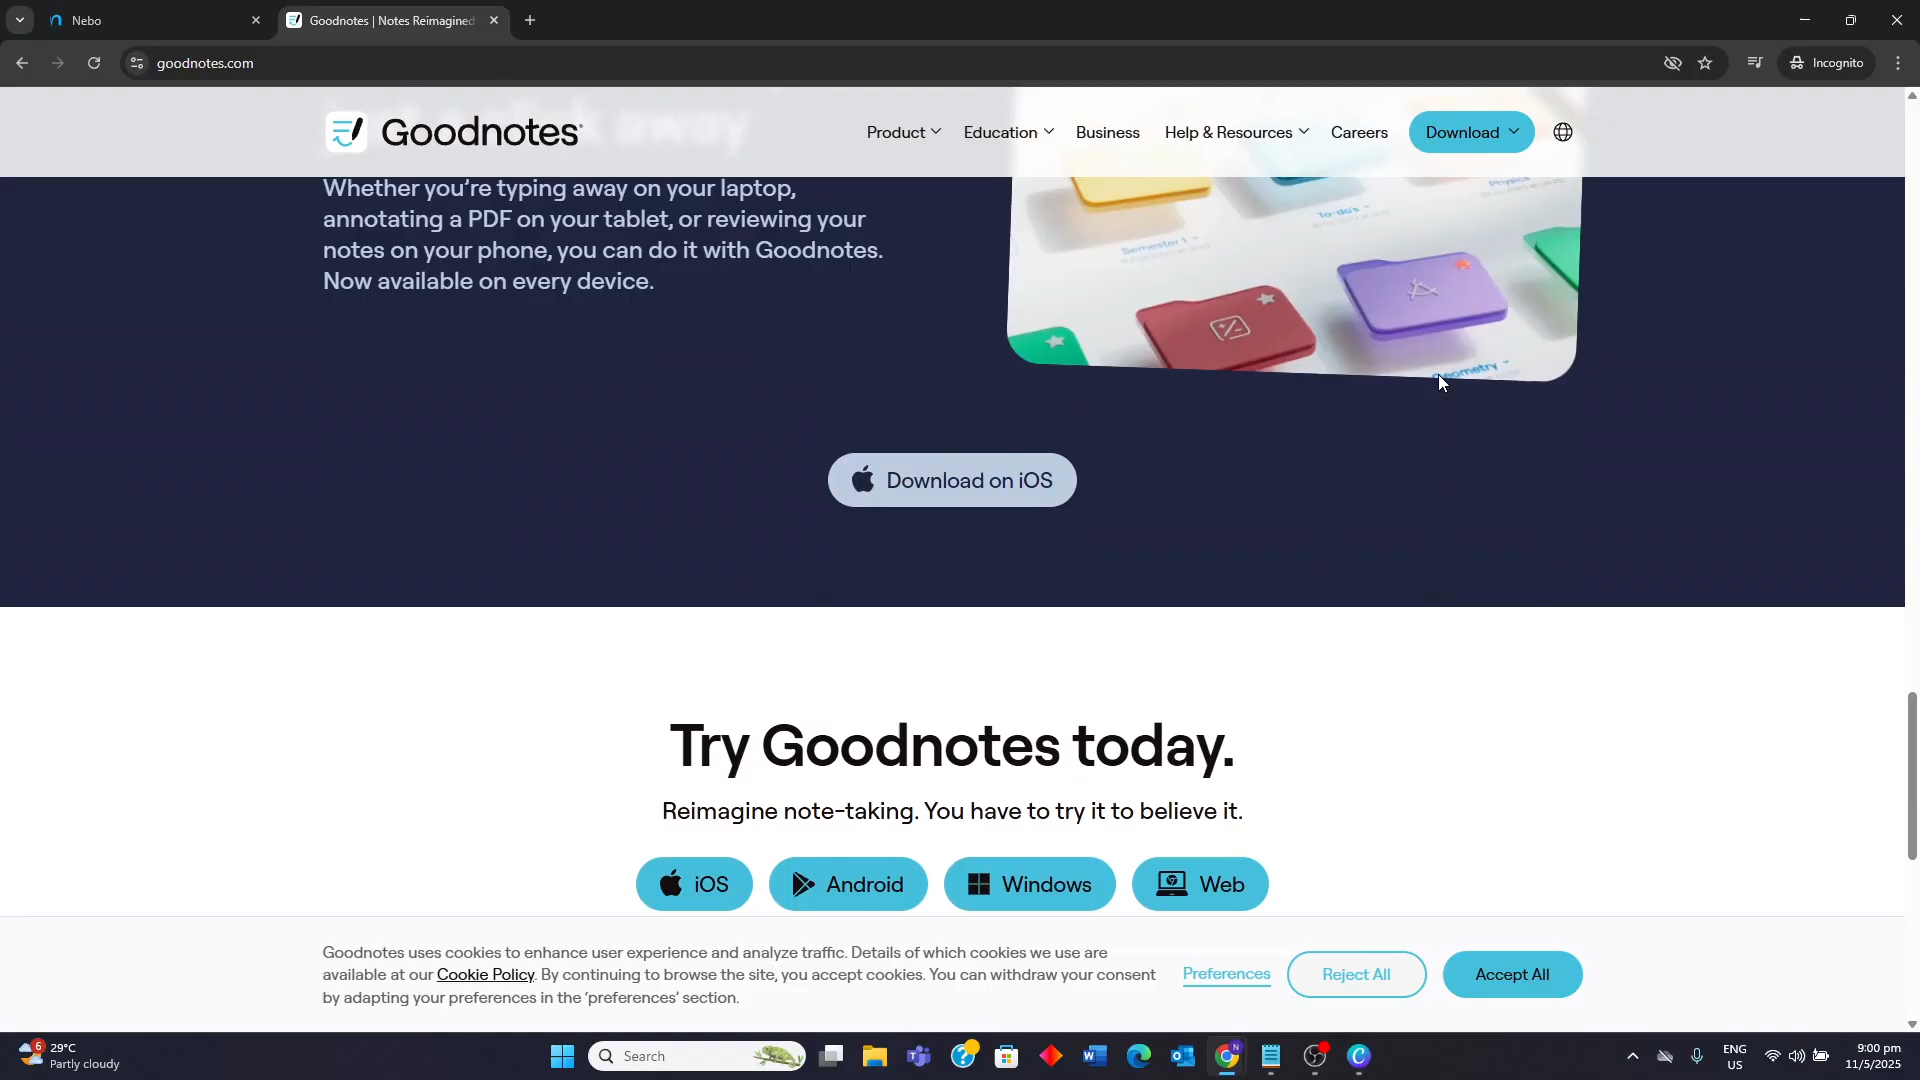 Nebo
Goodnotes | Notes Reimagined
goodnotes.com
Incognito
away
Goodnotes
Product
Education
Business
Help & Resources
Careers
Download
Whether you're typing away on your laptop,
annotating a PDF on your tablet, or reviewing your
notes on your phone, you can do it with Goodnotes.
Now available on every device.
Physics
To-do's
Semester 1
Geometry
Download on iOS
Try Goodnotes today.
Reimagine note-taking. You have to try it to believe it.
iOS
Android
Windows
Web
Goodnotes uses cookies to enhance user experience and analyze traffic. Details of which cookies we use are
available at our Cookie Policy. By continuing to browse the site, you accept cookies. You can withdraw your consent
by adapting your preferences in the 'preferences' section.
Preferences
Reject All
Accept All
6
29°C
Partly cloudy
Search
ENG
US
9:00 pm
11/5/2025